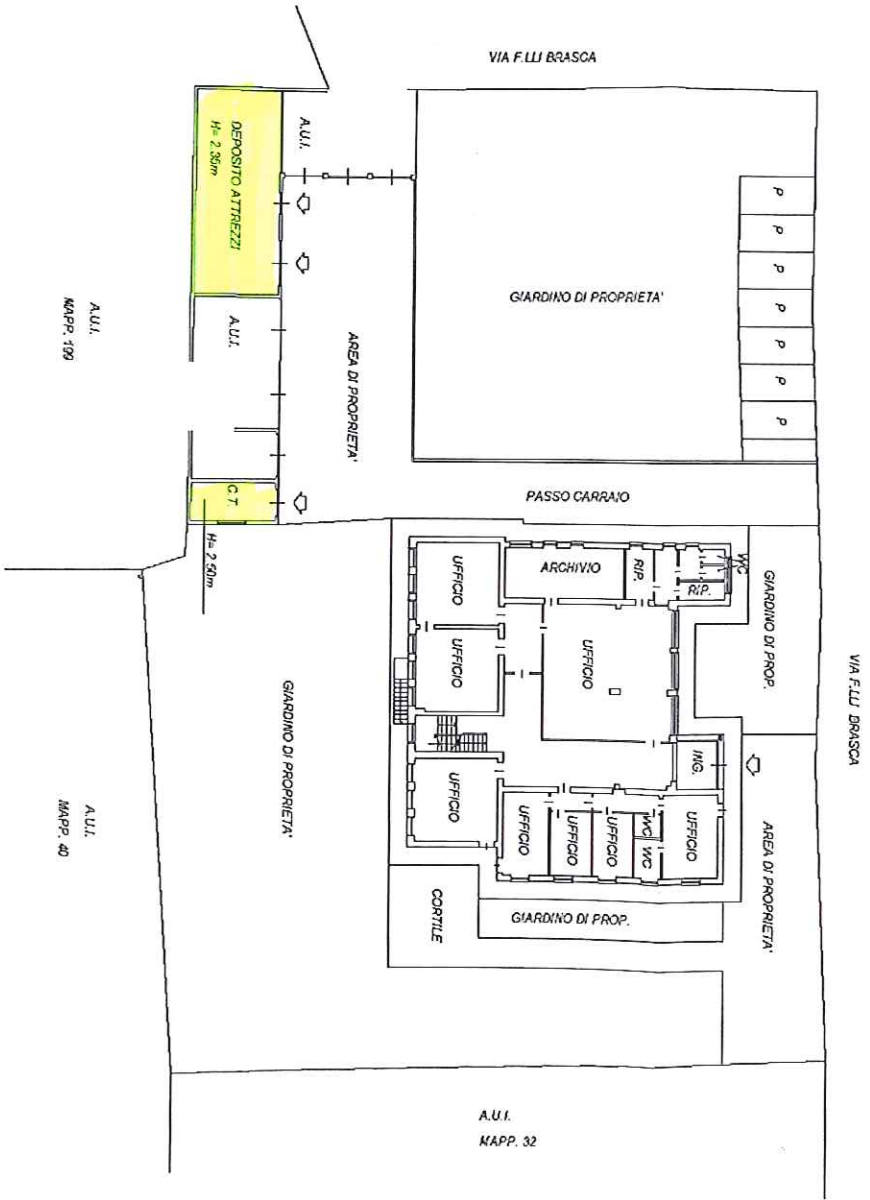 VIA F.LLI BRASCA
DEPOSITO ATTREZZI
H= 2.35m
A.U.I.
P
P
P
P
P
P
P
GIARDINO DI PROPRIETA'
A.U.I.
MAPP. 199
A.U.I.
AREA DI PROPRIETA'
C.T.
H= 2.50m
PASSO CARRAIO
UFFICIO
ARCHIVIO
RIP.
WC
RIP.
GIARDINO DI PROP.
UFFICIO
UFFICIO
VIA F.LLI BRASCA
GIARDINO DI PROPRIETA'
ING.
UFFICIO
UFFICIO
UFFICIO
UFFICIO
WC
WC
UFFICIO
AREA DI PROPRIETA'
A.U.I.
MAPP. 40
CORTILE
GIARDINO DI PROP.
A.U.I.
MAPP. 32